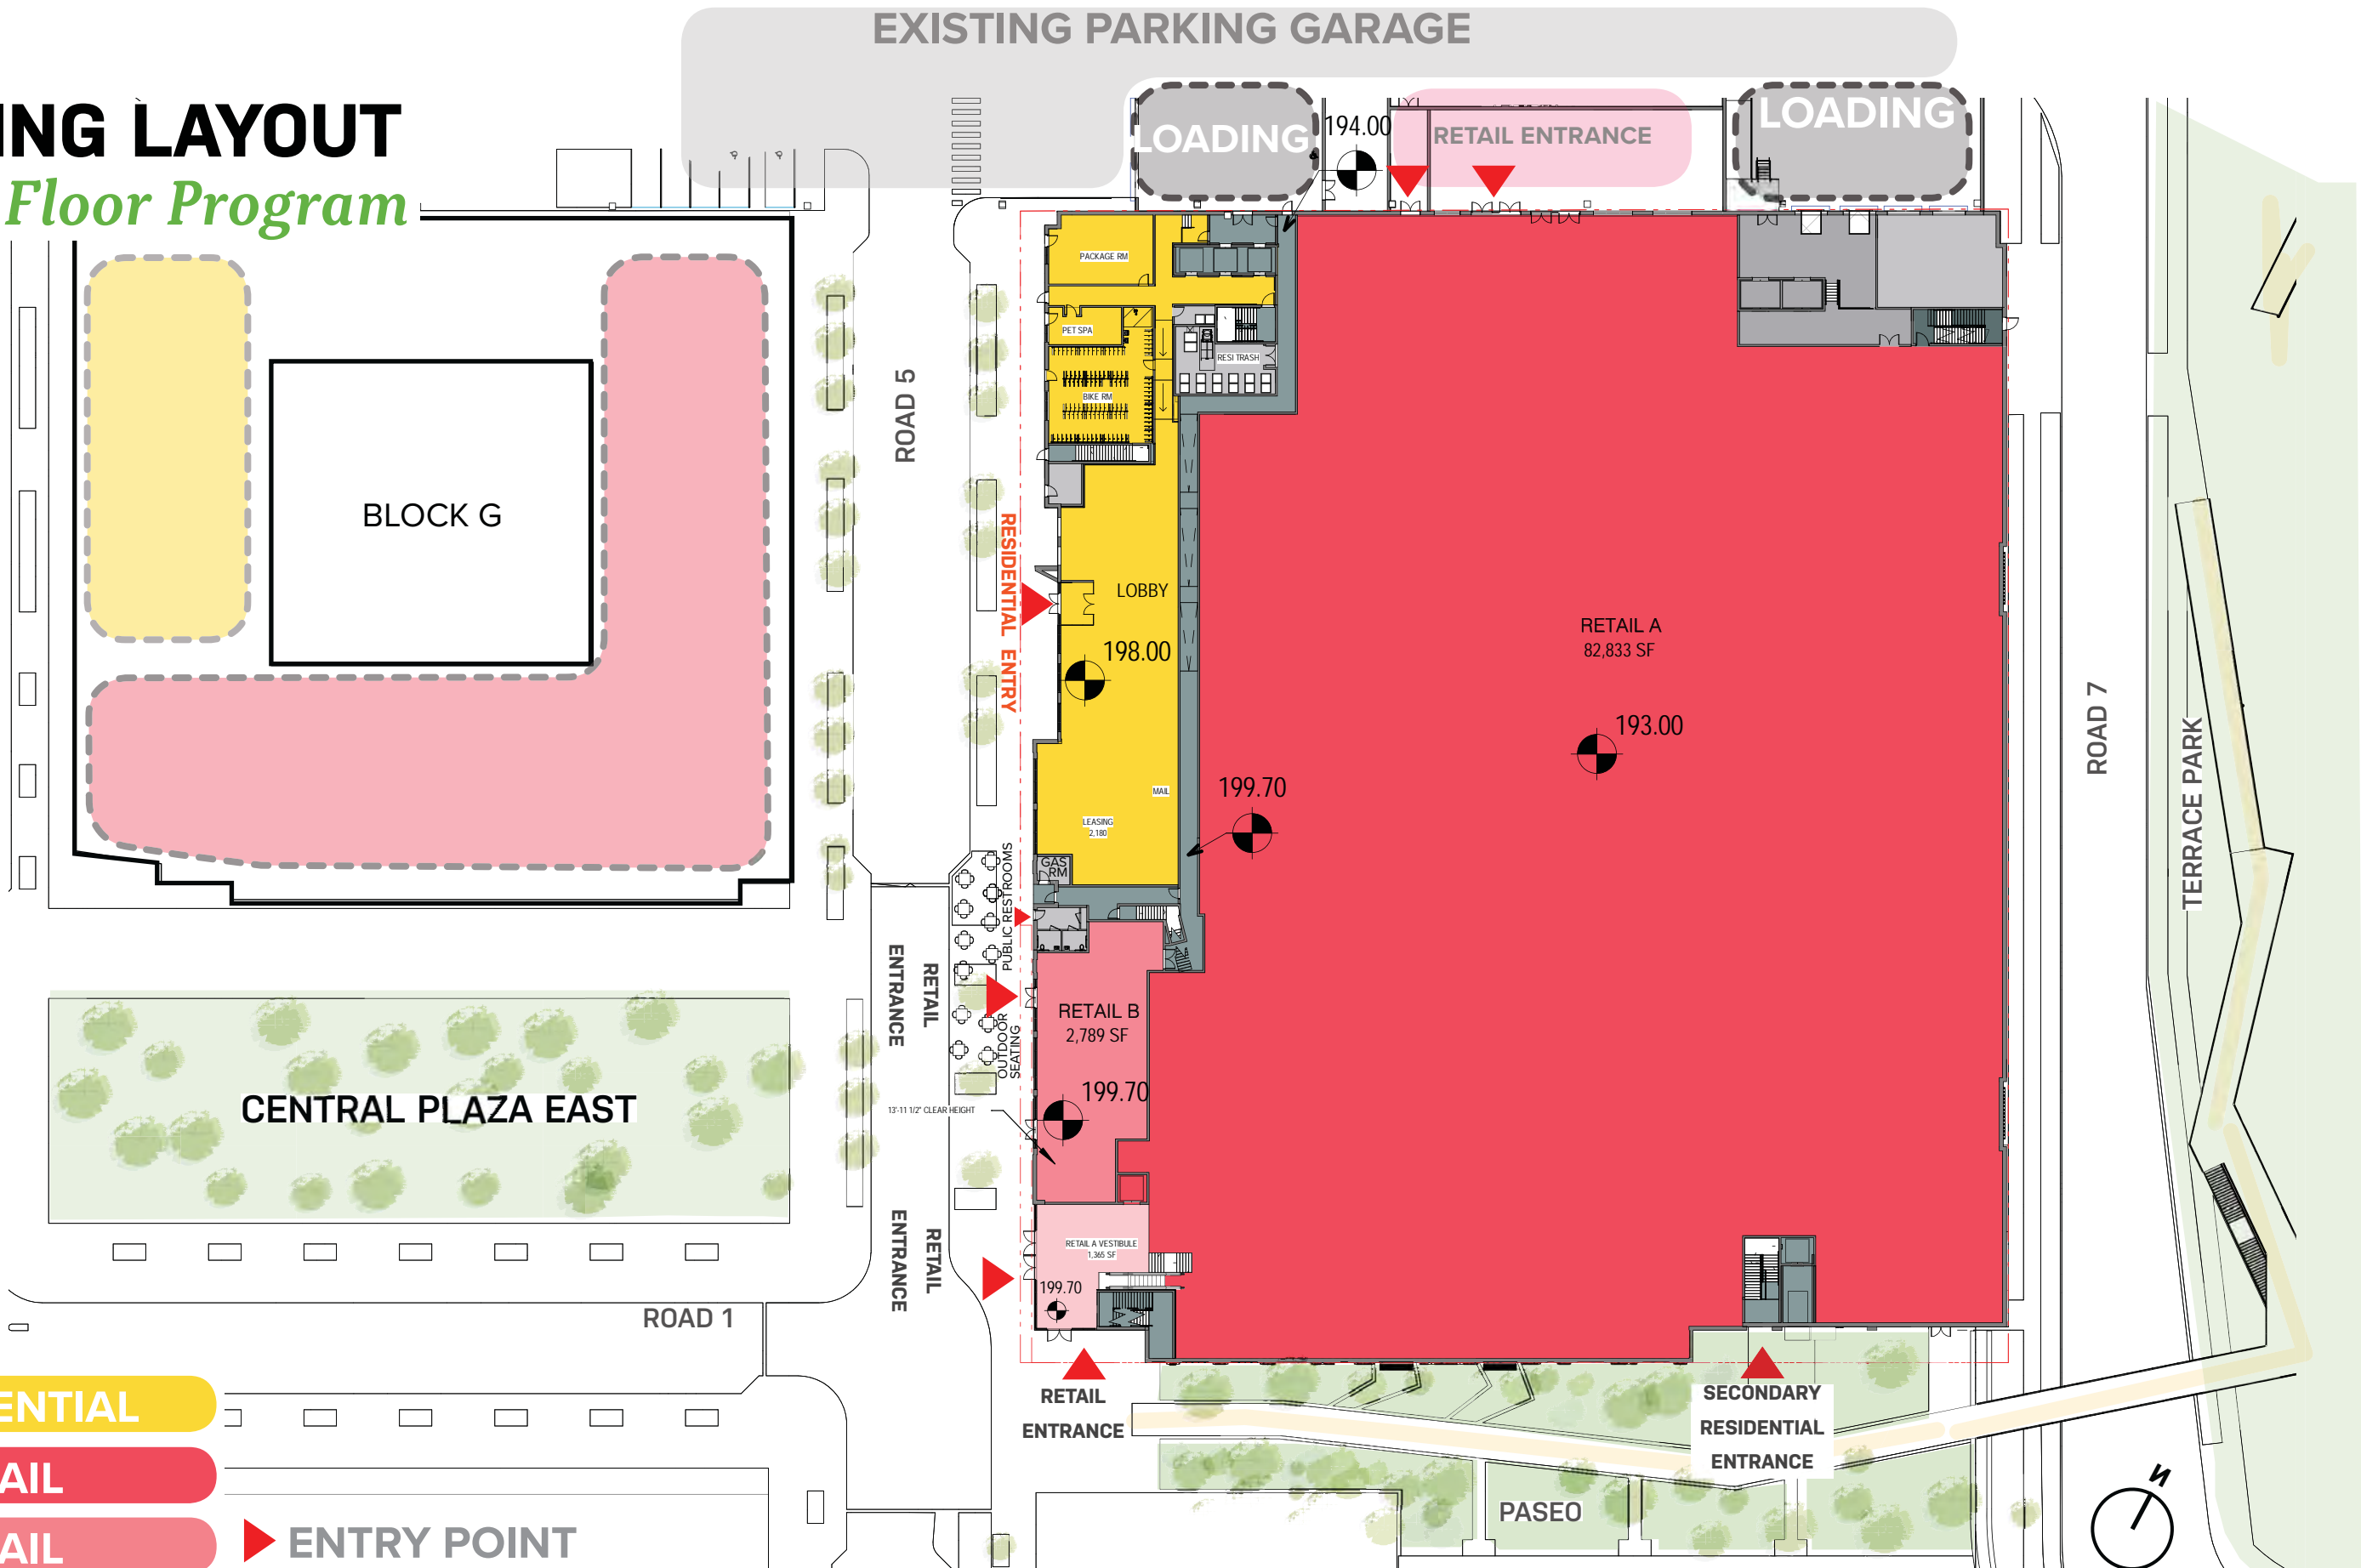 EXISTING PARKING GARAGE
ING LAYOUT
Floor Program
LOADING
194.00
RETAIL ENTRANCE
LOADING
PACKAGE RM
PET SPA
RESI TRASH
BIKE RM
ROAD 5
BLOCK G
RESIDENTIAL ENTRY
LOBBY
198.00
RETAIL A
82,833 SF
193.00
ROAD 7
TERRACE PARK
199.70
MAIL
LEASING
2,180
GAS
RM
PUBLIC RESTROOMS
RETAIL
ENTRANCE
OUTDOOR
SEATING
RETAIL B
2,789 SF
199.70
13'-11 1/2" CLEAR HEIGHT
CENTRAL PLAZA EAST
RETAIL
ENTRANCE
RETAIL A VESTIBULE
1,365 SF
199.70
ROAD 1
RETAIL
ENTRANCE
SECONDARY
RESIDENTIAL
ENTRANCE
PASEO
ENTIAL
AIL
AIL
ENTRY POINT
N